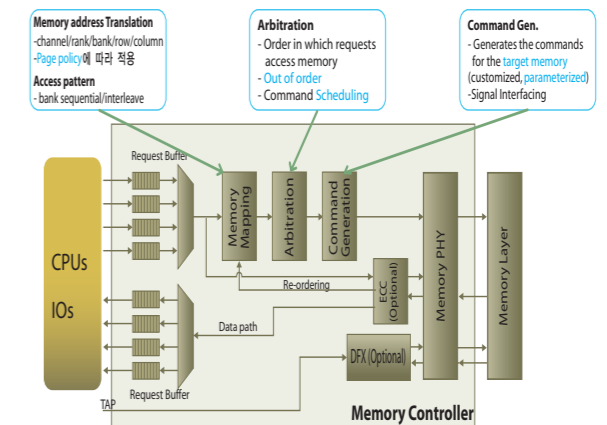 Memory address Translation
-channel/rank/bank/row/column
-Page policy에 따라 적용
Access pattern
- bank sequential/interleave
Arbitration
- Order in which requests
access memory
- Out of order
- Command Scheduling
Command Gen.
- Generates the commands
for the target memory
(customized, parameterized)
-Signal Interfacing
Request Buffer
CPUs
IOs
Memory
Mapping
Arbitration
Command
Generation
Memory PHY
Memory Layer
Re-ordering
ECC
(Optional)
Data path
DFX (Optional)
Request Buffer
TAP
Memory Controller